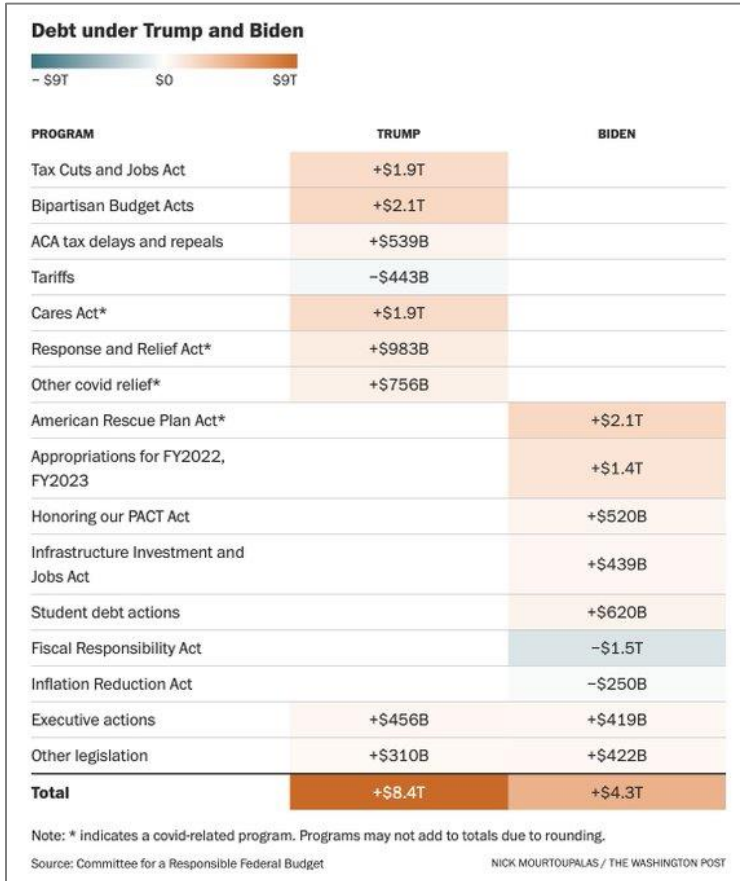 Debt under Trump and Biden
− $9T $0 $9T
PROGRAM TRUMP BIDEN
Tax Cuts and Jobs Act +$1.9T
Bipartisan Budget Acts +$2.1T
ACA tax delays and repeals +$539B
Tariffs −$443B
Cares Act* +$1.9T
Response and Relief Act* +$983B
Other covid relief* +$756B
American Rescue Plan Act* +$2.1T
Appropriations for FY2022,
FY2023 +$1.4T
Honoring our PACT Act +$520B
Infrastructure Investment and
Jobs Act +$439B
Student debt actions +$620B
Fiscal Responsibility Act −$1.5T
Inflation Reduction Act −$250B
Executive actions +$456B +$419B
Other legislation +$310B +$422B
Total +$8.4T +$4.3T
Note: * indicates a covid-related program. Programs may not add to totals due to rounding.
Source: Committee for a Responsible Federal Budget NICK MOURTOUPALAS / THE WASHINGTON POST